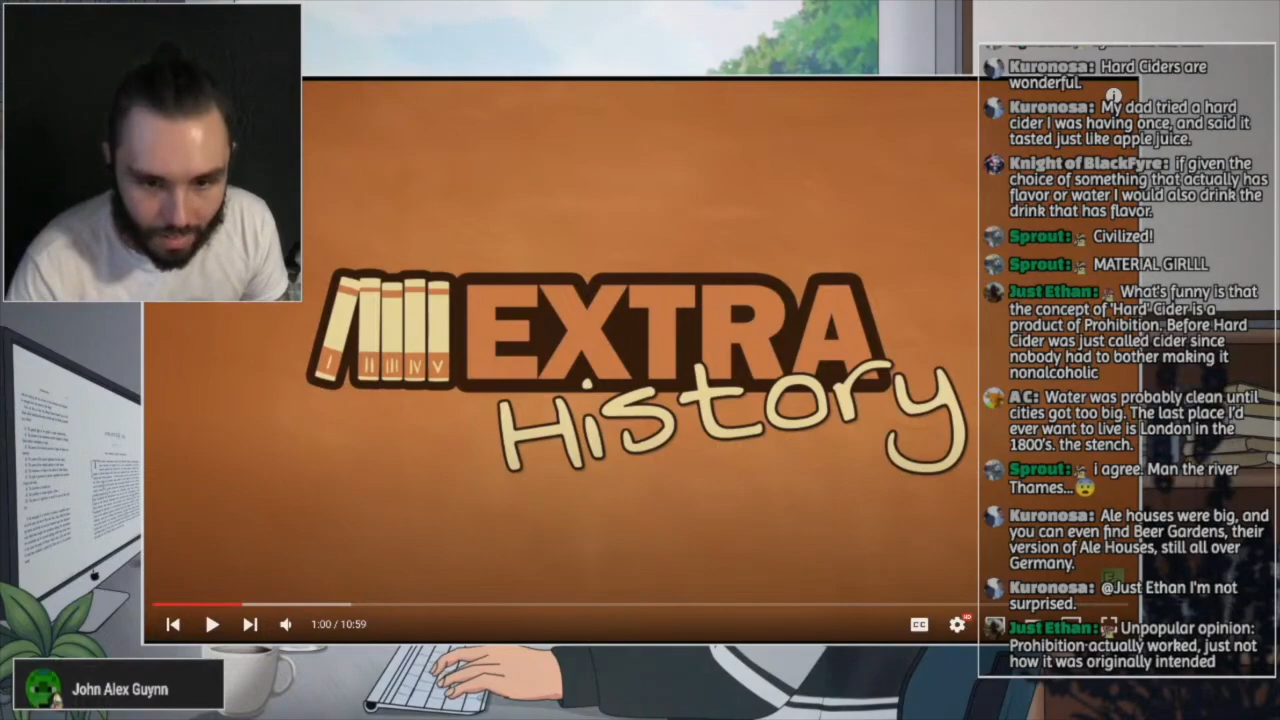 EXTRA
History
I II III IV V
1:00 / 10:59
CC
HD
John Alex Guynn
Kuronosa: Hard Ciders are
wonderful.
Kuronosa: My dad tried a hard
cider I was having once, and said it
tasted just like apple juice.
Knight of BlackFyre: if given the
choice of something that actually has
flavor or water I would also drink the
drink that has flavor.
Sprout: Civilized!
Sprout: MATERIAL GIRLLL
Just Ethan: What's funny is that
the concept of 'Hard' Cider is a
product of Prohibition. Before Hard
Cider was just called cider since
nobody had to bother making it
nonalcoholic
AC: Water was probably clean until
cities got too big. The last place I'd
ever want to live is London in the
1800's. the stench.
Sprout: i agree. Man the river
Thames...
Kuronosa: Ale houses were big, and
you can even find Beer Gardens, their
version of Ale Houses, still all over
Germany.
Kuronosa: @Just Ethan I'm not
surprised.
Just Ethan: Unpopular opinion:
Prohibition actually worked, just not
how it was originally intended